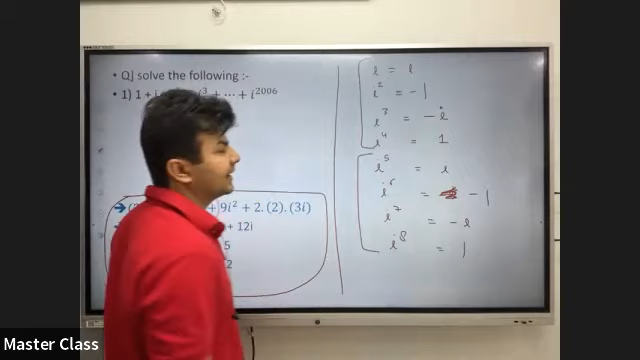 • Q] solve the following :-
• 1) 1 + i³ + ⋯ + i²⁰⁰⁶
9i² + 2.(2).(3i)
+ 12i
5
2
i = i
i² = -1
i³ = -i
i⁴ = 1
i⁵ = i
i⁶ = -1
i⁷ = -i
i⁸ = 1
Master Class